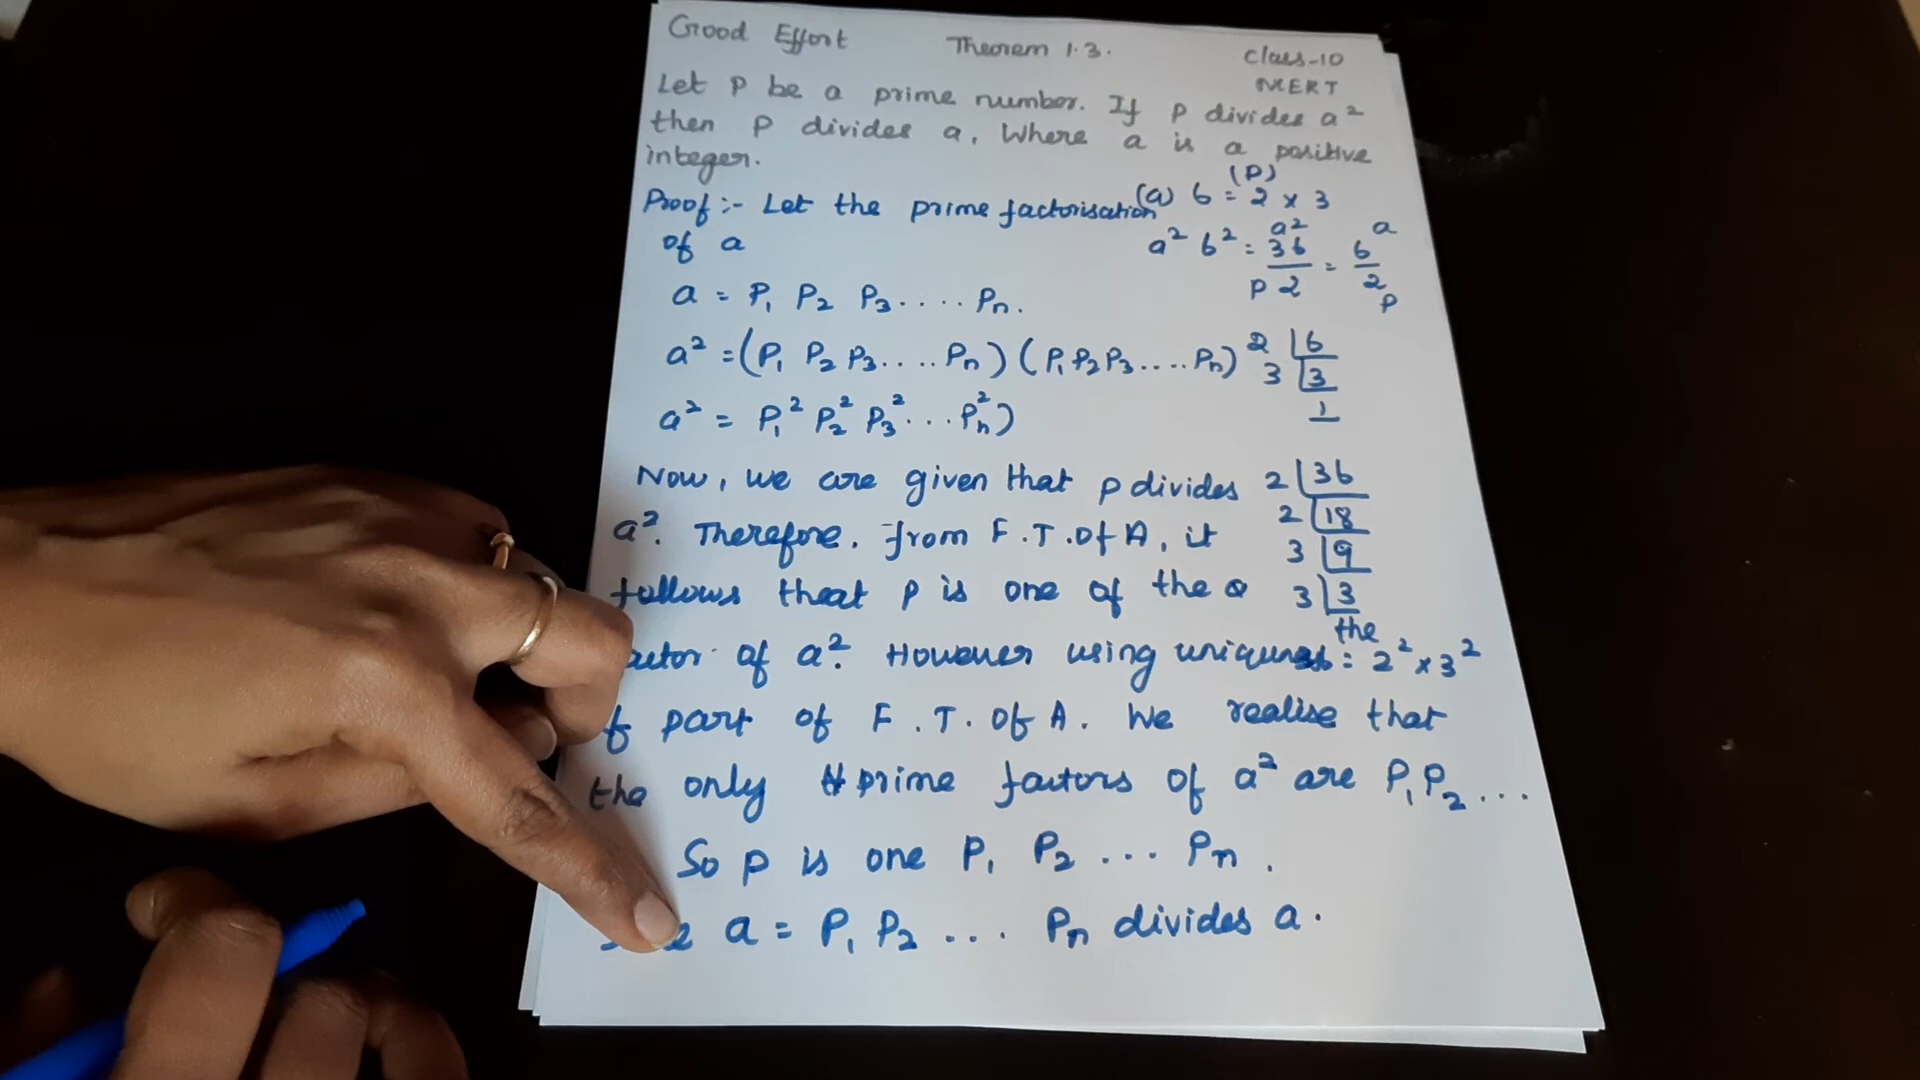 Good Effort Theorem 1.3. Class-10
NCERT
Let P be a prime number. If P divides a²
then P divides a, Where a is a positive
integer.
(P)
Proof :- Let the prime factorisation (a) 6 = 2 × 3
of a
a² 6² = 36/2 = 6/2
a² a
P P
a = P₁ P₂ P₃ .... Pn.
a² = (P₁ P₂ P₃ .... Pn) (P₁ P₂ P₃ .... Pn)
2 | 6
3 | 3
1
a² = P₁² P₂² P₃² ... Pn²)
Now, we are given that p divides
a². Therefore, from F.T.of A, it
follows that p is one of the
2 | 36
2 | 18
3 | 9
3 | 3
the
of a². However using = 2² × 3²
part of F.T.Of A. We realise that
the only prime factors of a² are P₁ P₂ ...
So p is one P₁ P₂ ... Pn.
a = P₁ P₂ ... Pn divides a.